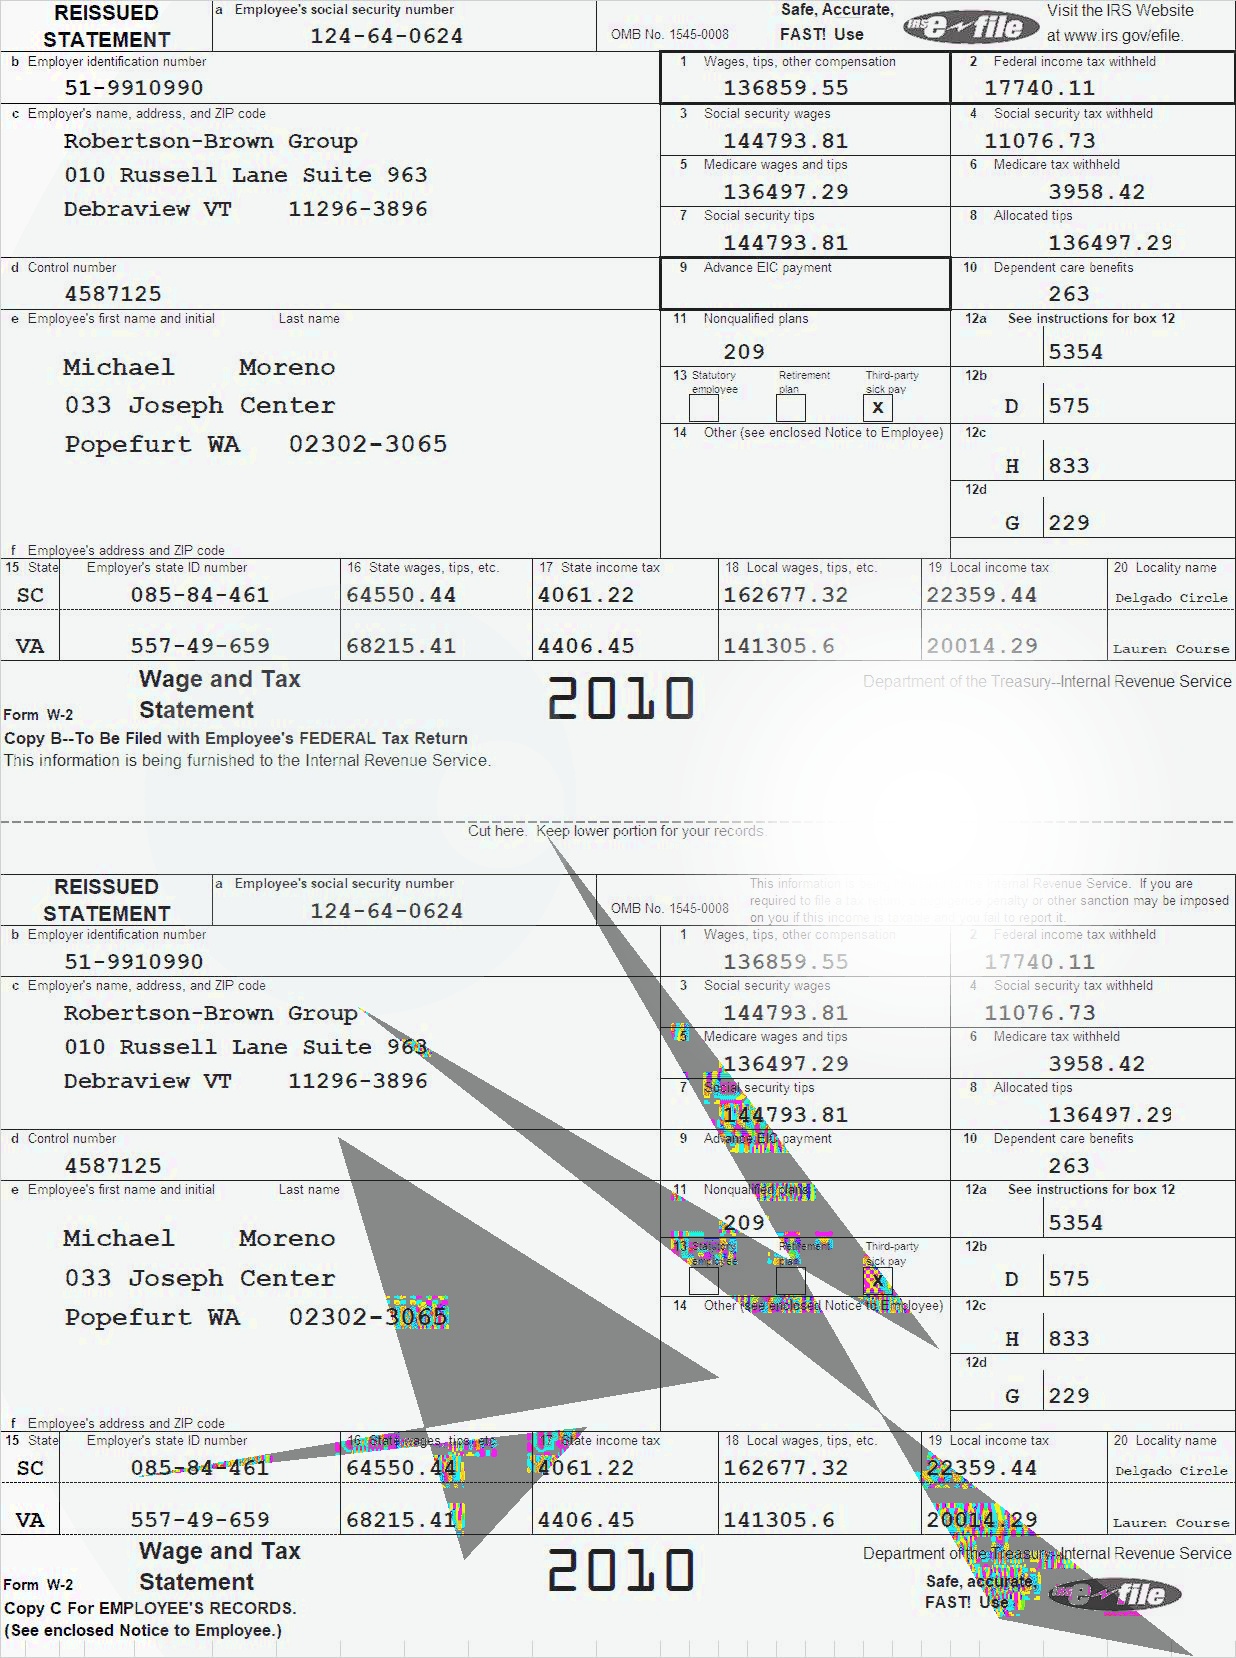 REISSUED STATEMENT
a Employee's social security number
124-64-0624
OMB No. 1545-0008
Safe, Accurate, FAST! Use
IRS e~file
Visit the IRS Website at www.irs.gov/efile.
b Employer identification number
51-9910990
1 Wages, tips, other compensation
136859.55
2 Federal income tax withheld
17740.11
c Employer's name, address, and ZIP code
Robertson-Brown Group
010 Russell Lane Suite 963
Debraview VT 11296-3896
3 Social security wages
144793.81
4 Social security tax withheld
11076.73
5 Medicare wages and tips
136497.29
6 Medicare tax withheld
3958.42
7 Social security tips
144793.81
8 Allocated tips
136497.29
d Control number
4587125
9 Advance EIC payment
10 Dependent care benefits
263
e Employee's first name and initial Last name
Michael Moreno
033 Joseph Center
Popefurt WA 02302-3065
11 Nonqualified plans
209
12a See instructions for box 12
5354
13 Statutory employee Retirement plan Third-party sick pay
X
12b
D 575
14 Other (see enclosed Notice to Employee)
12c
H 833
12d
G 229
f Employee's address and ZIP code
15 State Employer's state ID number 16 State wages, tips, etc. 17 State income tax 18 Local wages, tips, etc. 19 Local income tax 20 Locality name
SC 085-84-461 64550.44 4061.22 162677.32 22359.44 Delgado Circle
VA 557-49-659 68215.41 4406.45 141305.6 20014.29 Lauren Course
Wage and Tax Statement
2010
Department of the Treasury--Internal Revenue Service
Form W-2
Copy B--To Be Filed with Employee's FEDERAL Tax Return
This information is being furnished to the Internal Revenue Service.
Cut here. Keep lower portion for your records
REISSUED STATEMENT
a Employee's social security number
124-64-0624
OMB No. 1545-0008
This information Revenue Service. If you are
required to file a or other sanction may be imposed
on you if this income to report it.
b Employer identification number
51-9910990
1 Wages, tips, other compensation
136859.55
2 Federal income tax withheld
17740.11
c Employer's name, address, and ZIP code
Robertson-Brown Group
010 Russell Lane Suite 963
Debraview VT 11296-3896
3 Social security wages
144793.81
4 Social security tax withheld
11076.73
5 Medicare wages and tips
136497.29
6 Medicare tax withheld
3958.42
7 Social security tips
144793.81
8 Allocated tips
136497.29
d Control number
4587125
9 Advance EIC payment
10 Dependent care benefits
263
e Employee's first name and initial Last name
Michael Moreno
033 Joseph Center
Popefurt WA 02302-3065
11 Nonqualified plans
209
12a See instructions for box 12
5354
13 Statutory employee Retirement plan Third-party sick pay
X
12b
D 575
14 Other (see enclosed Notice to Employee)
12c
H 833
12d
G 229
f Employee's address and ZIP code
15 State Employer's state ID number 16 State wages, tips, etc. 17 State income tax 18 Local wages, tips, etc. 19 Local income tax 20 Locality name
SC 085-84-461 64550.44 4061.22 162677.32 22359.44 Delgado Circle
VA 557-49-659 68215.41 4406.45 141305.6 20014.29 Lauren Course
Wage and Tax Statement
2010
Department of the Treasury--Internal Revenue Service
Form W-2
Safe, accurate, FAST! Use
IRS e~file
Copy C For EMPLOYEE'S RECORDS.
(See enclosed Notice to Employee.)